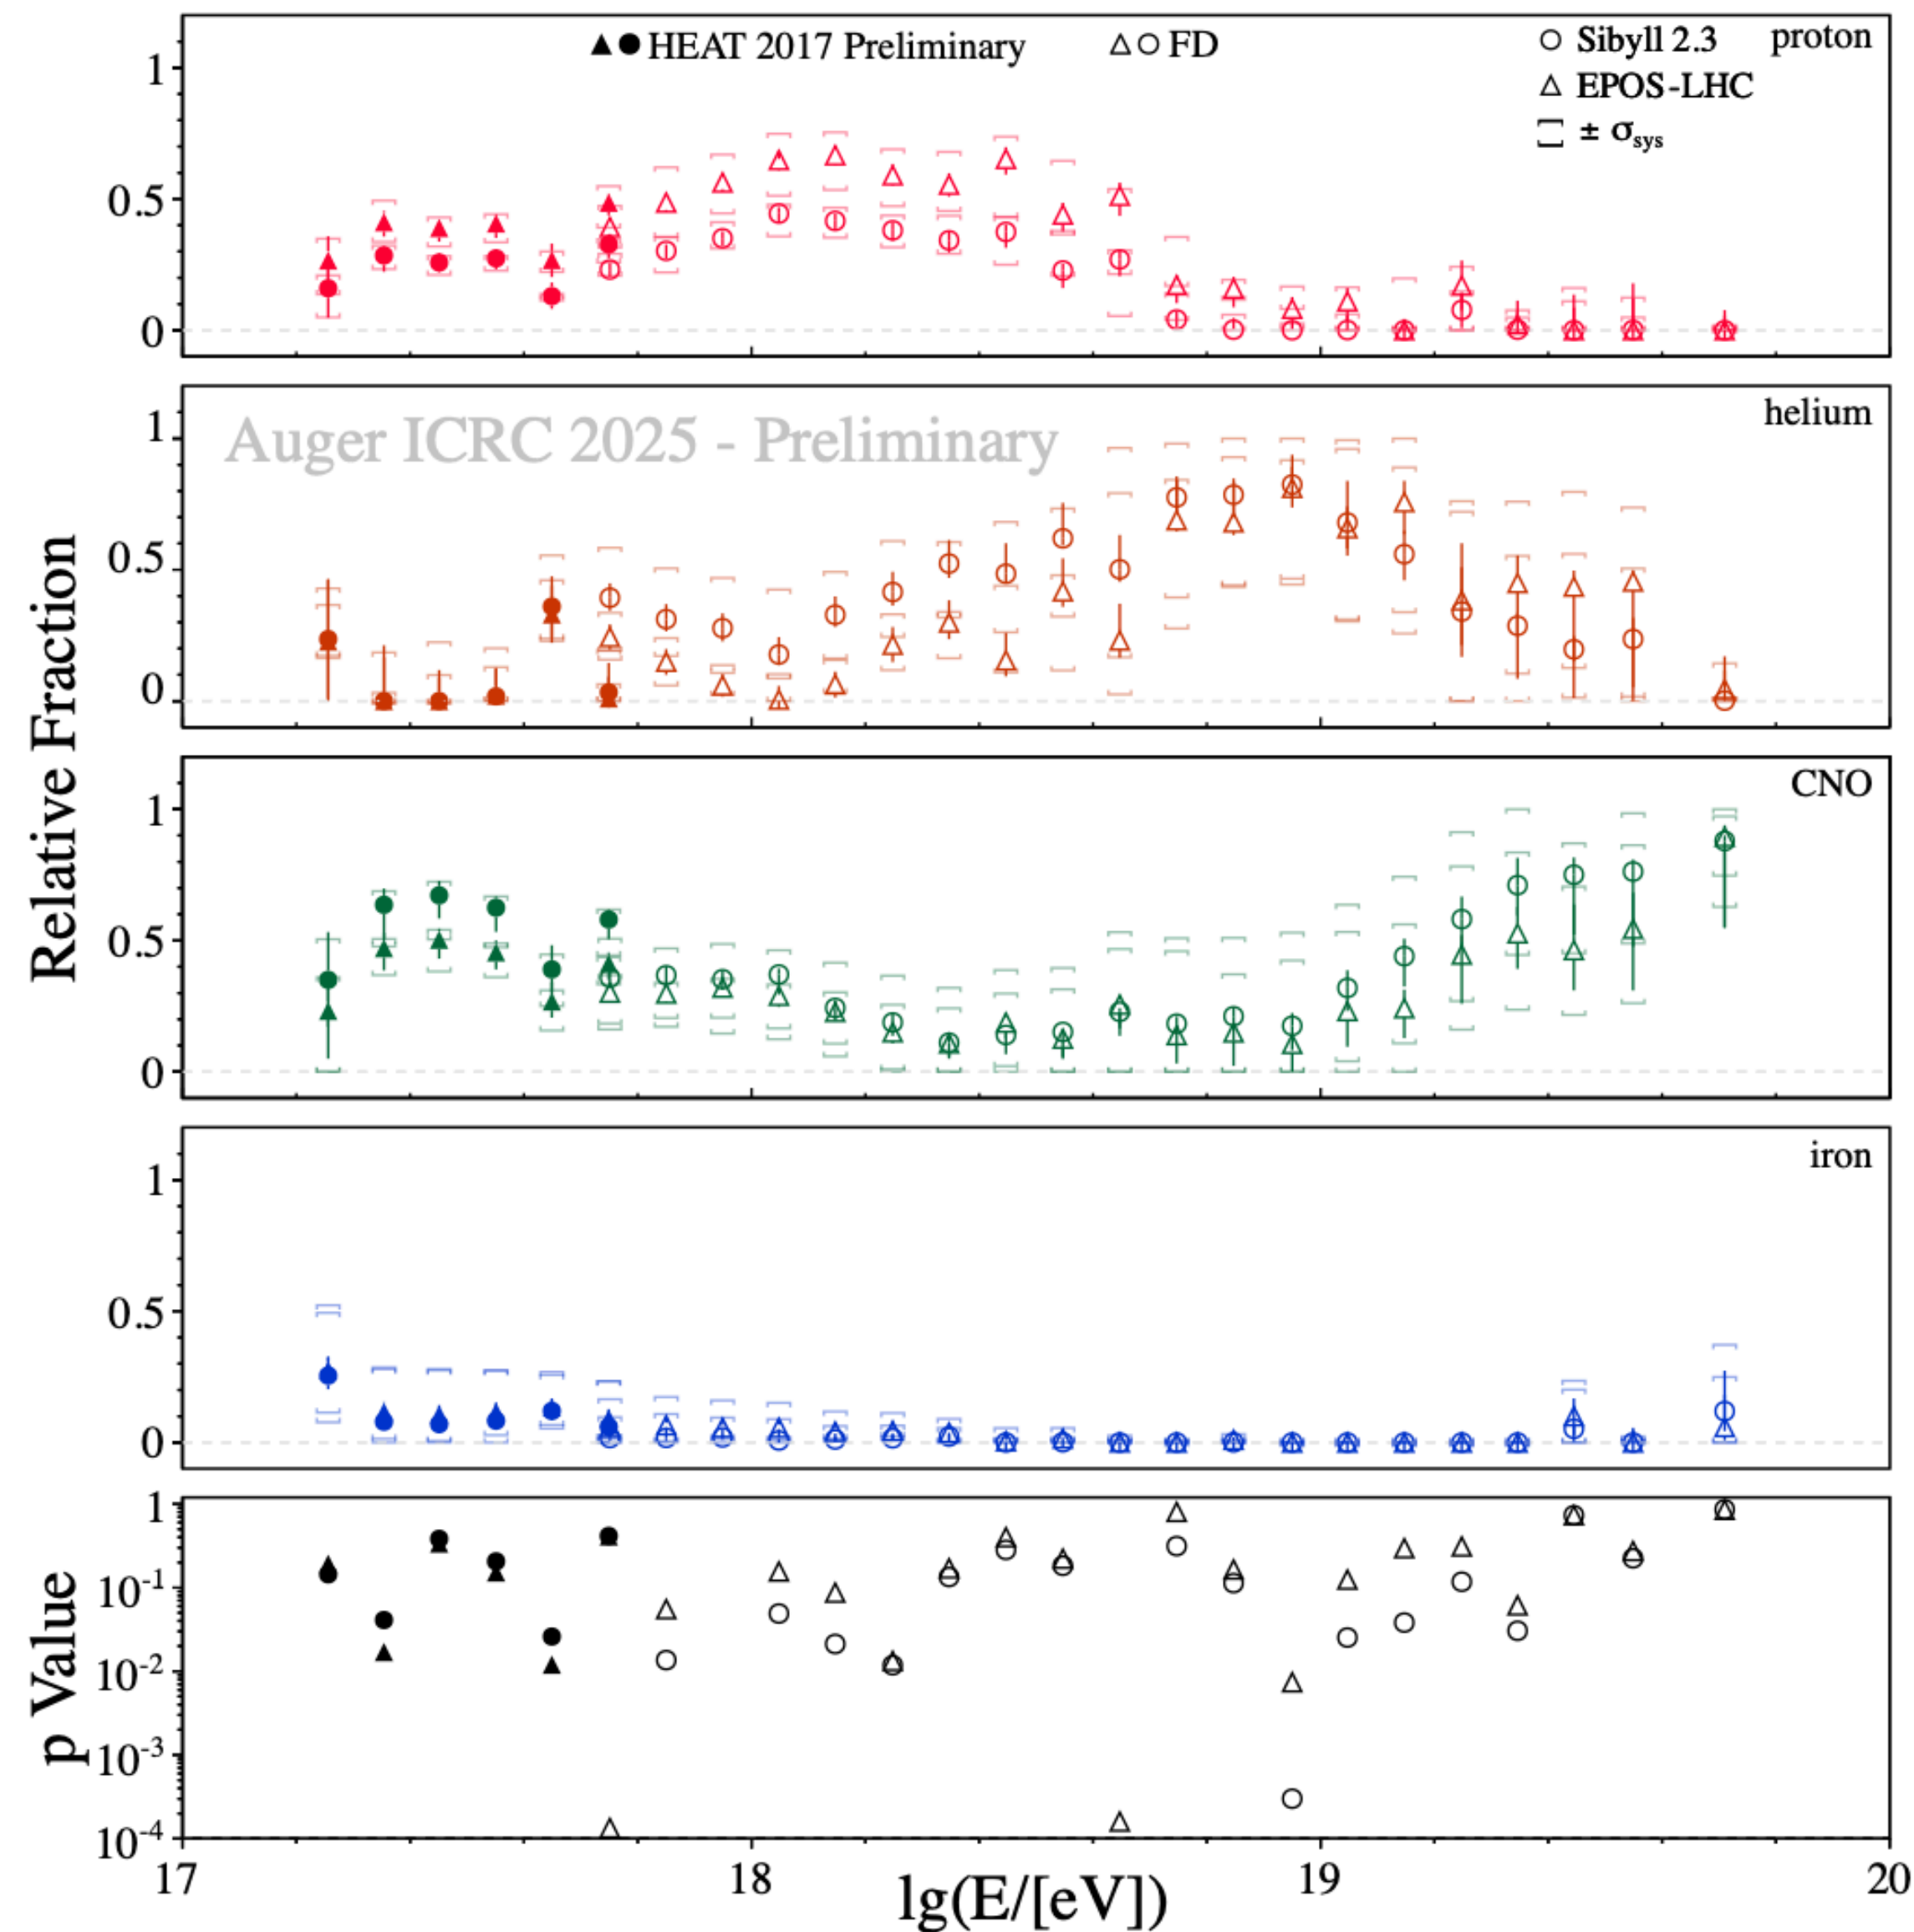 ▲● HEAT 2017 Preliminary △○ FD ○ Sibyll 2.3 proton
△ EPOS-LHC
± σsys
1
0.5
0
Auger ICRC 2025 - Preliminary helium
1
0.5
0
Relative Fraction
CNO
1
0.5
0
iron
1
0.5
0
p Value
1
10-1
10-2
10-3
10-4
17 18 19 20
lg(E/[eV])